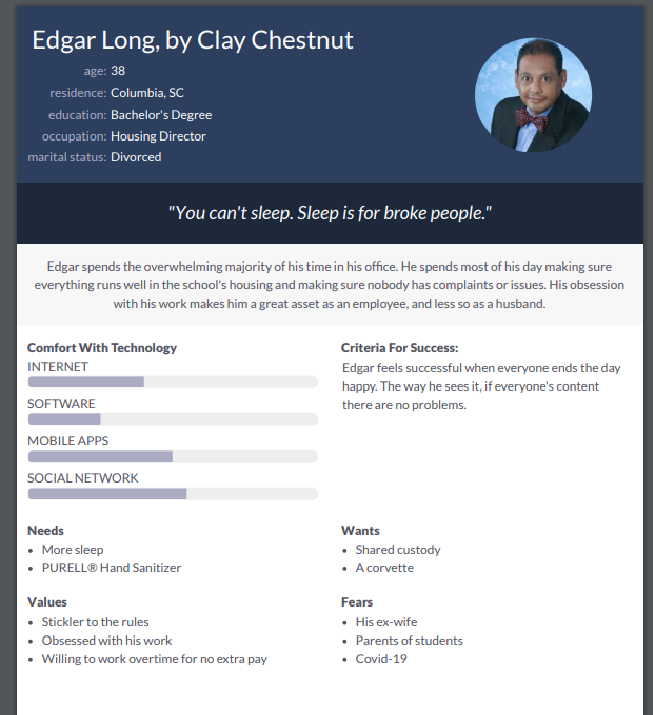 Edgar Long, by Clay Chestnut
age: 38
residence: Columbia, SC
education: Bachelor's Degree
occupation: Housing Director
marital status: Divorced
"You can't sleep. Sleep is for broke people."
Edgar spends the overwhelming majority of his time in his office. He spends most of his day making sure
everything runs well in the school's housing and making sure nobody has complaints or issues. His obsession
with his work makes him a great asset as an employee, and less so as a husband.
Comfort With Technology
INTERNET
SOFTWARE
MOBILE APPS
SOCIAL NETWORK
Criteria For Success:
Edgar feels successful when everyone ends the day
happy. The way he sees it, if everyone's content
there are no problems.
Needs
• More sleep
• PURELL® Hand Sanitizer
Wants
• Shared custody
• A corvette
Values
• Stickler to the rules
• Obsessed with his work
• Willing to work overtime for no extra pay
Fears
• His ex-wife
• Parents of students
• Covid-19